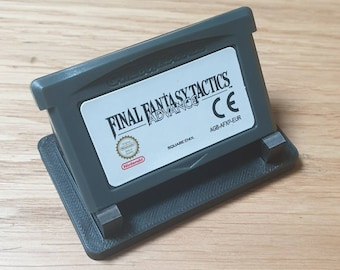 FINAL FANTASY TACTICS
ADVANCE
CE
Nintendo
SQUARE ENIX
AGB-AFXP-EUR